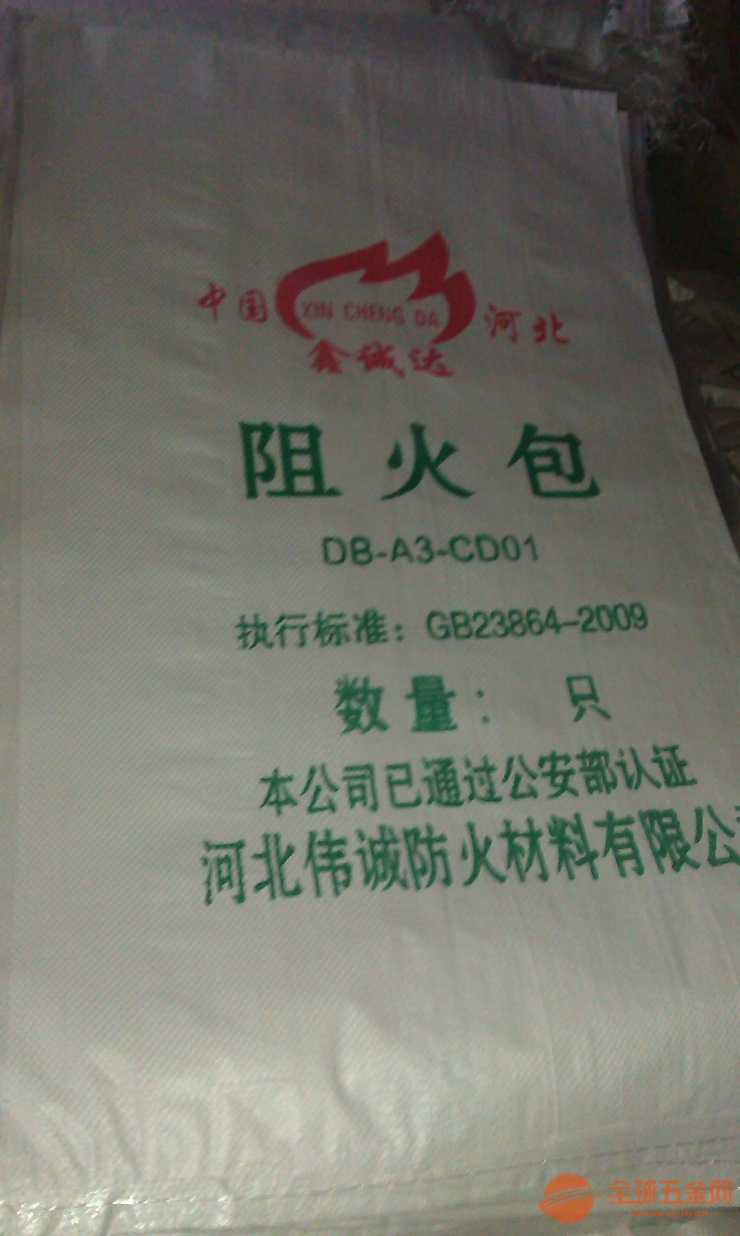 中国 XIN CHENG DA 河北
鑫诚达
阻火包
DB-A3-CD01
执行标准：GB23864-2009
数量： 只
本公司已通过公安部认证
河北伟诚防火材料有限公
全球五金网